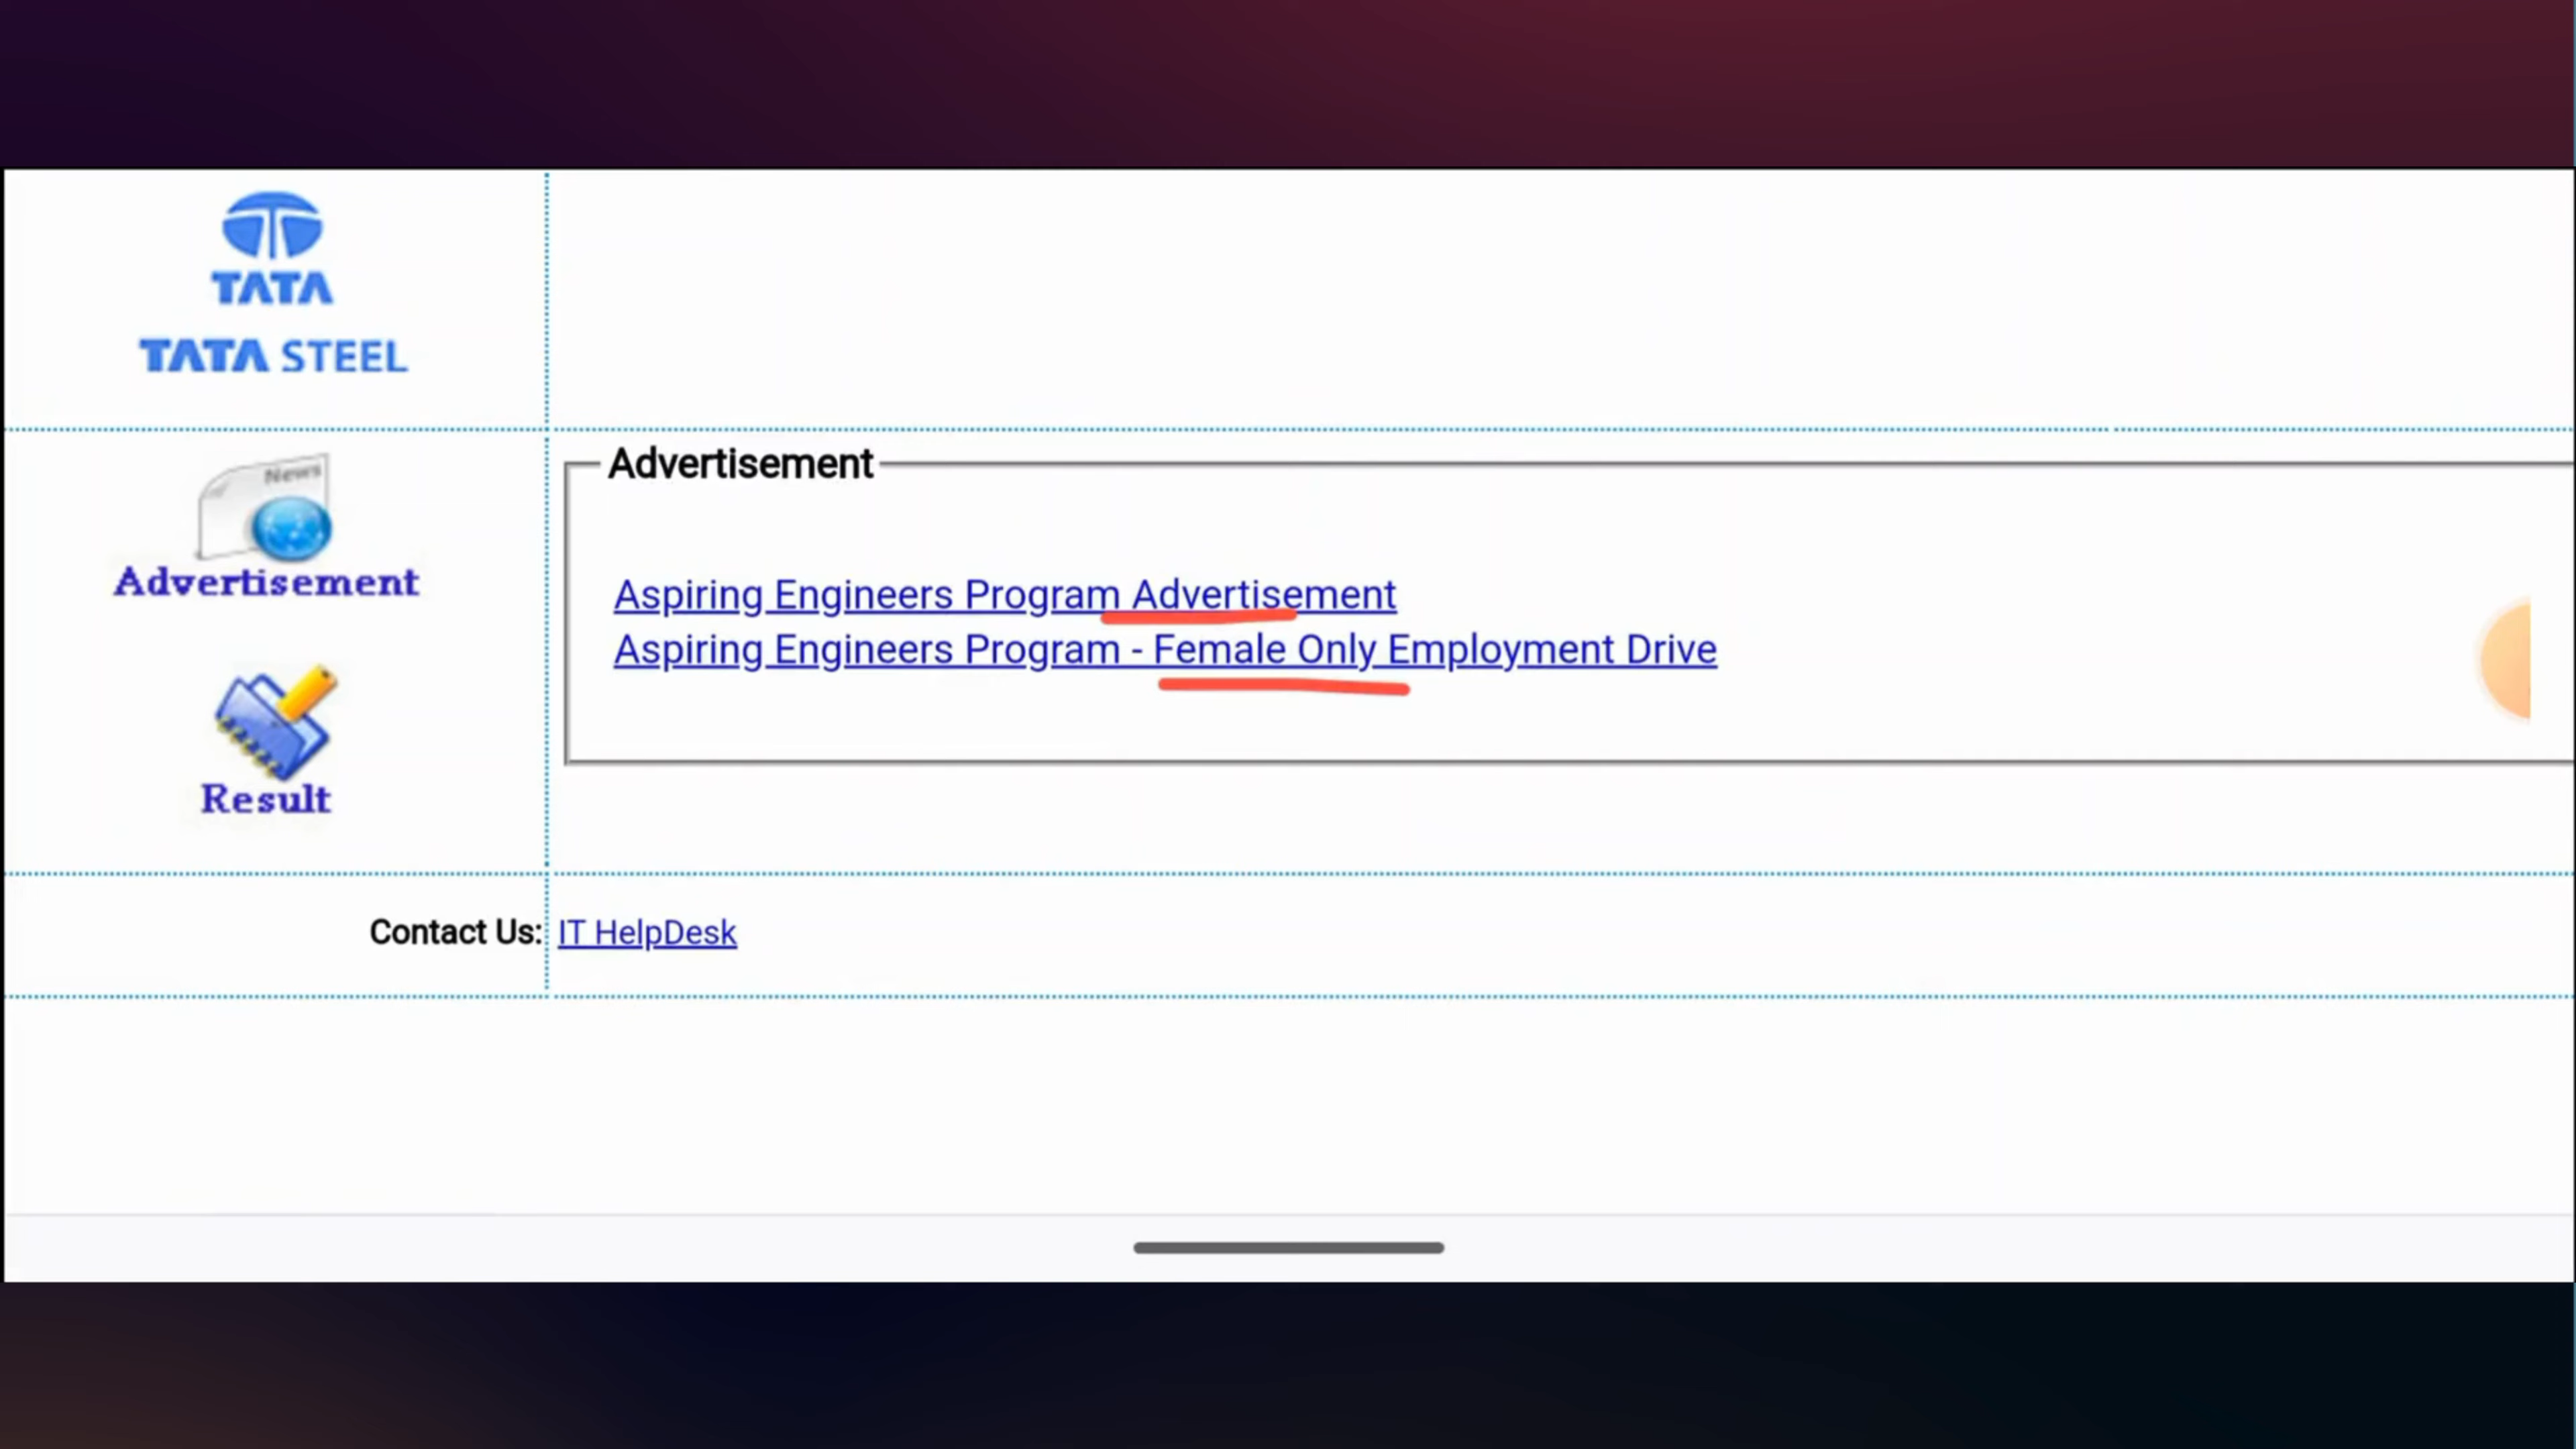 TATA
TATA STEEL
Advertisement
News
Advertisement
Aspiring Engineers Program Advertisement
Aspiring Engineers Program - Female Only Employment Drive
Result
Contact Us: IT HelpDesk